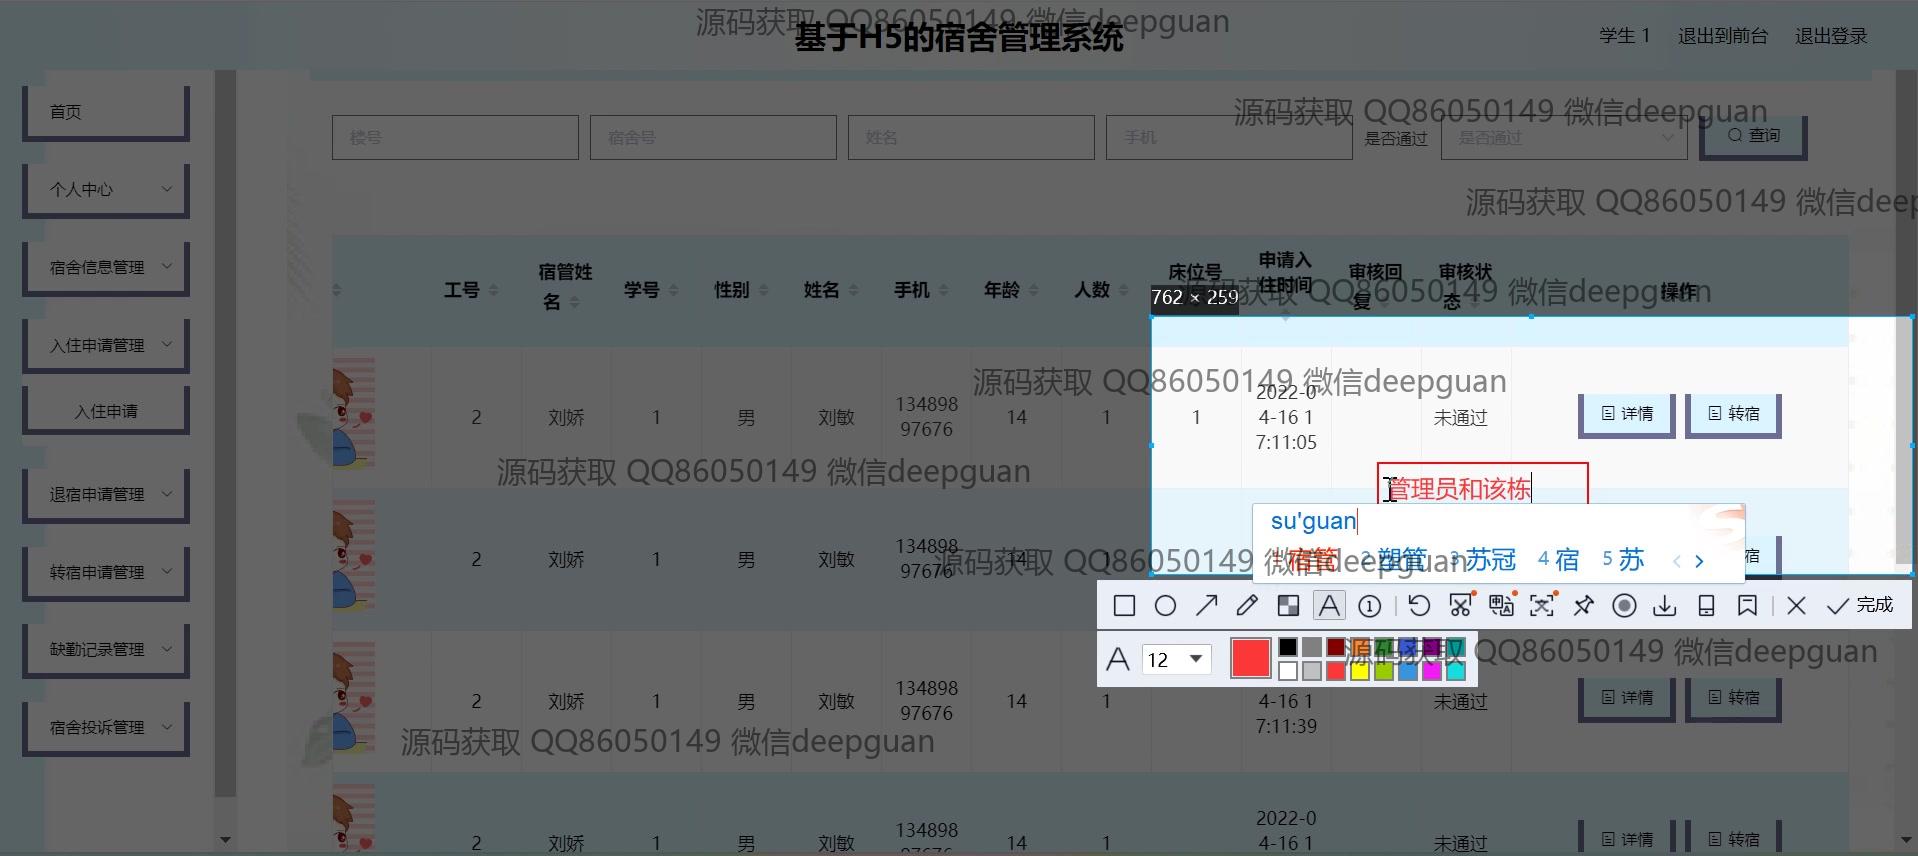 源码获取 QQ86050149 微信deepguan
基于H5的宿舍管理系统
学生 1 退出到前台 退出登录
首页
个人中心
宿舍信息管理
入住申请管理
入住申请
退宿申请管理
转宿申请管理
缺勤记录管理
宿舍投诉管理
源码获取 QQ86050149 微信deepguan
楼号 宿舍号 姓名 手机 是否通过 是否通过 查询
源码获取 QQ86050149 微信deep
工号 宿管姓名 学号 性别 姓名 手机 年龄 人数 床位号 申请入住时间 审核回复 审核状态 操作
源码获取 QQ86050149 微信deepguan
762 × 259
源码获取 QQ86050149 微信deepguan
2 刘娇 1 男 刘敏 13489897676 14 1 1 2022-04-16 17:11:05 未通过 详情 转宿
源码获取 QQ86050149 微信deepguan
管理员和该栋
su'guan
1 宿管 2 塑管 3 苏冠 4 宿 5 苏
2 刘娇 1 男 刘敏 13489897676 14 1 宿
源码获取 QQ86050149 微信deepguan
完成
A 12
源码获取 QQ86050149 微信deepguan
2 刘娇 1 男 刘敏 13489897676 14 1 4-16 17:11:39 未通过 详情 转宿
源码获取 QQ86050149 微信deepguan
2 刘娇 1 男 刘敏 134898 14 1 2022-04-16 1 未通过 详情 转宿